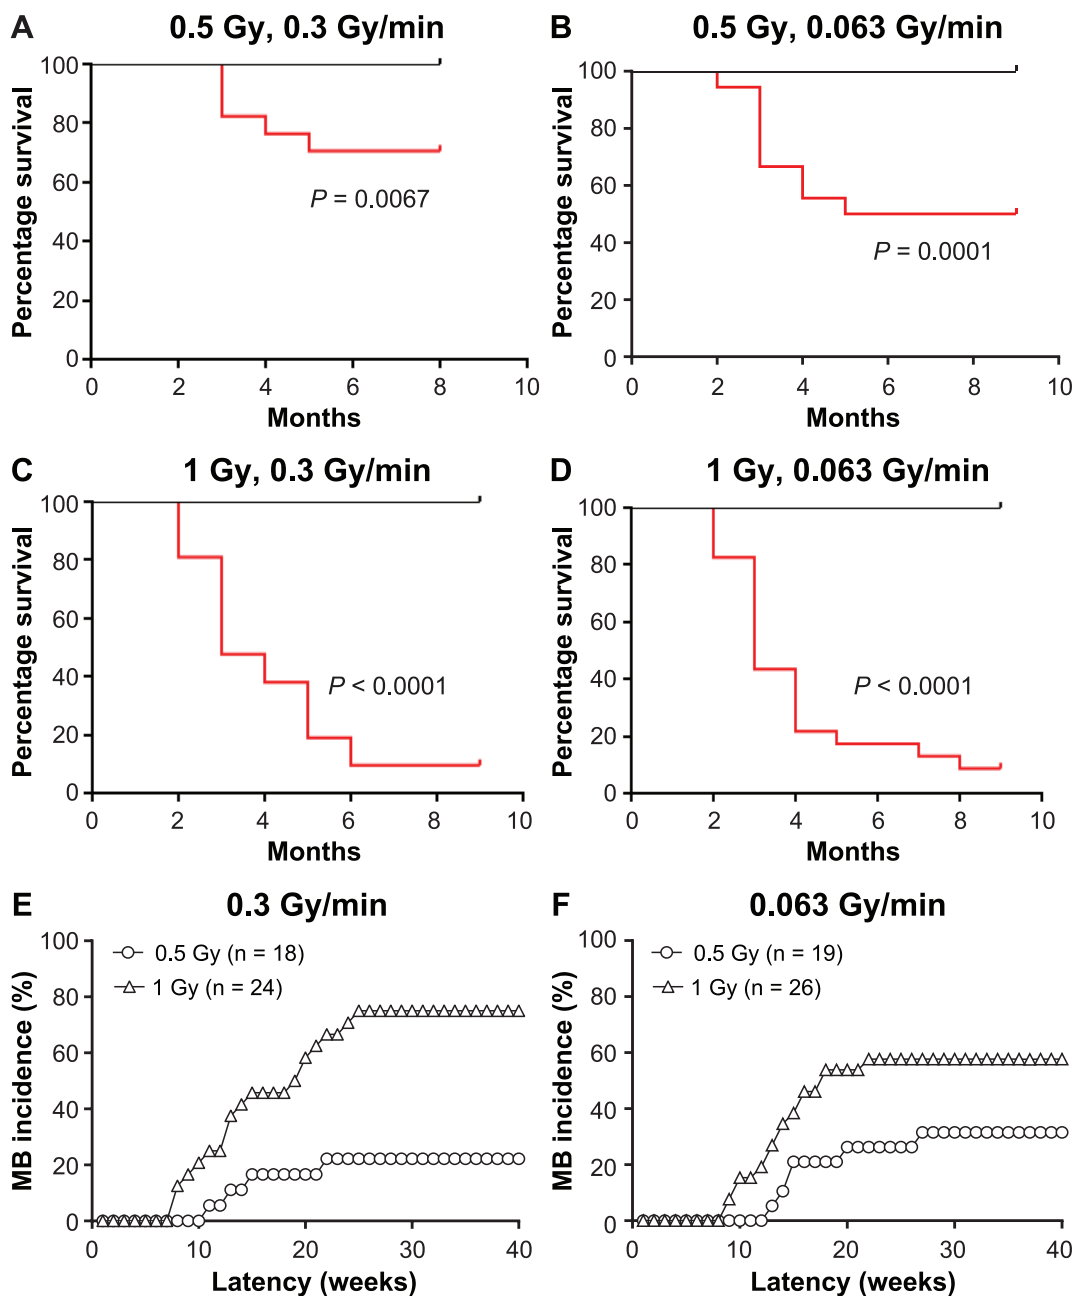 A
0.5 Gy, 0.3 Gy/min
Percentage survival
100
80
60
40
20
0
P = 0.0067
0 2 4 6 8 10
Months
B
0.5 Gy, 0.063 Gy/min
Percentage survival
100
80
60
40
20
0
P = 0.0001
0 2 4 6 8 10
Months
C
1 Gy, 0.3 Gy/min
Percentage survival
100
80
60
40
20
0
P < 0.0001
0 2 4 6 8 10
Months
D
1 Gy, 0.063 Gy/min
Percentage survival
100
80
60
40
20
0
P < 0.0001
0 2 4 6 8 10
Months
E
0.3 Gy/min
MB incidence (%)
100
80
60
40
20
0
0.5 Gy (n = 18)
1 Gy (n = 24)
0 10 20 30 40
Latency (weeks)
F
0.063 Gy/min
MB incidence (%)
100
80
60
40
20
0
0.5 Gy (n = 19)
1 Gy (n = 26)
0 10 20 30 40
Latency (weeks)